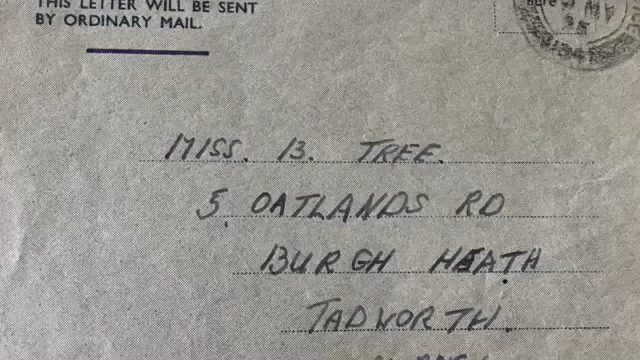 THIS LETTER WILL BE SENT
BY ORDINARY MAIL.
MISS. B. TREE.
5, OATLANDS RD
BURGH HEATH
TADWORTH.